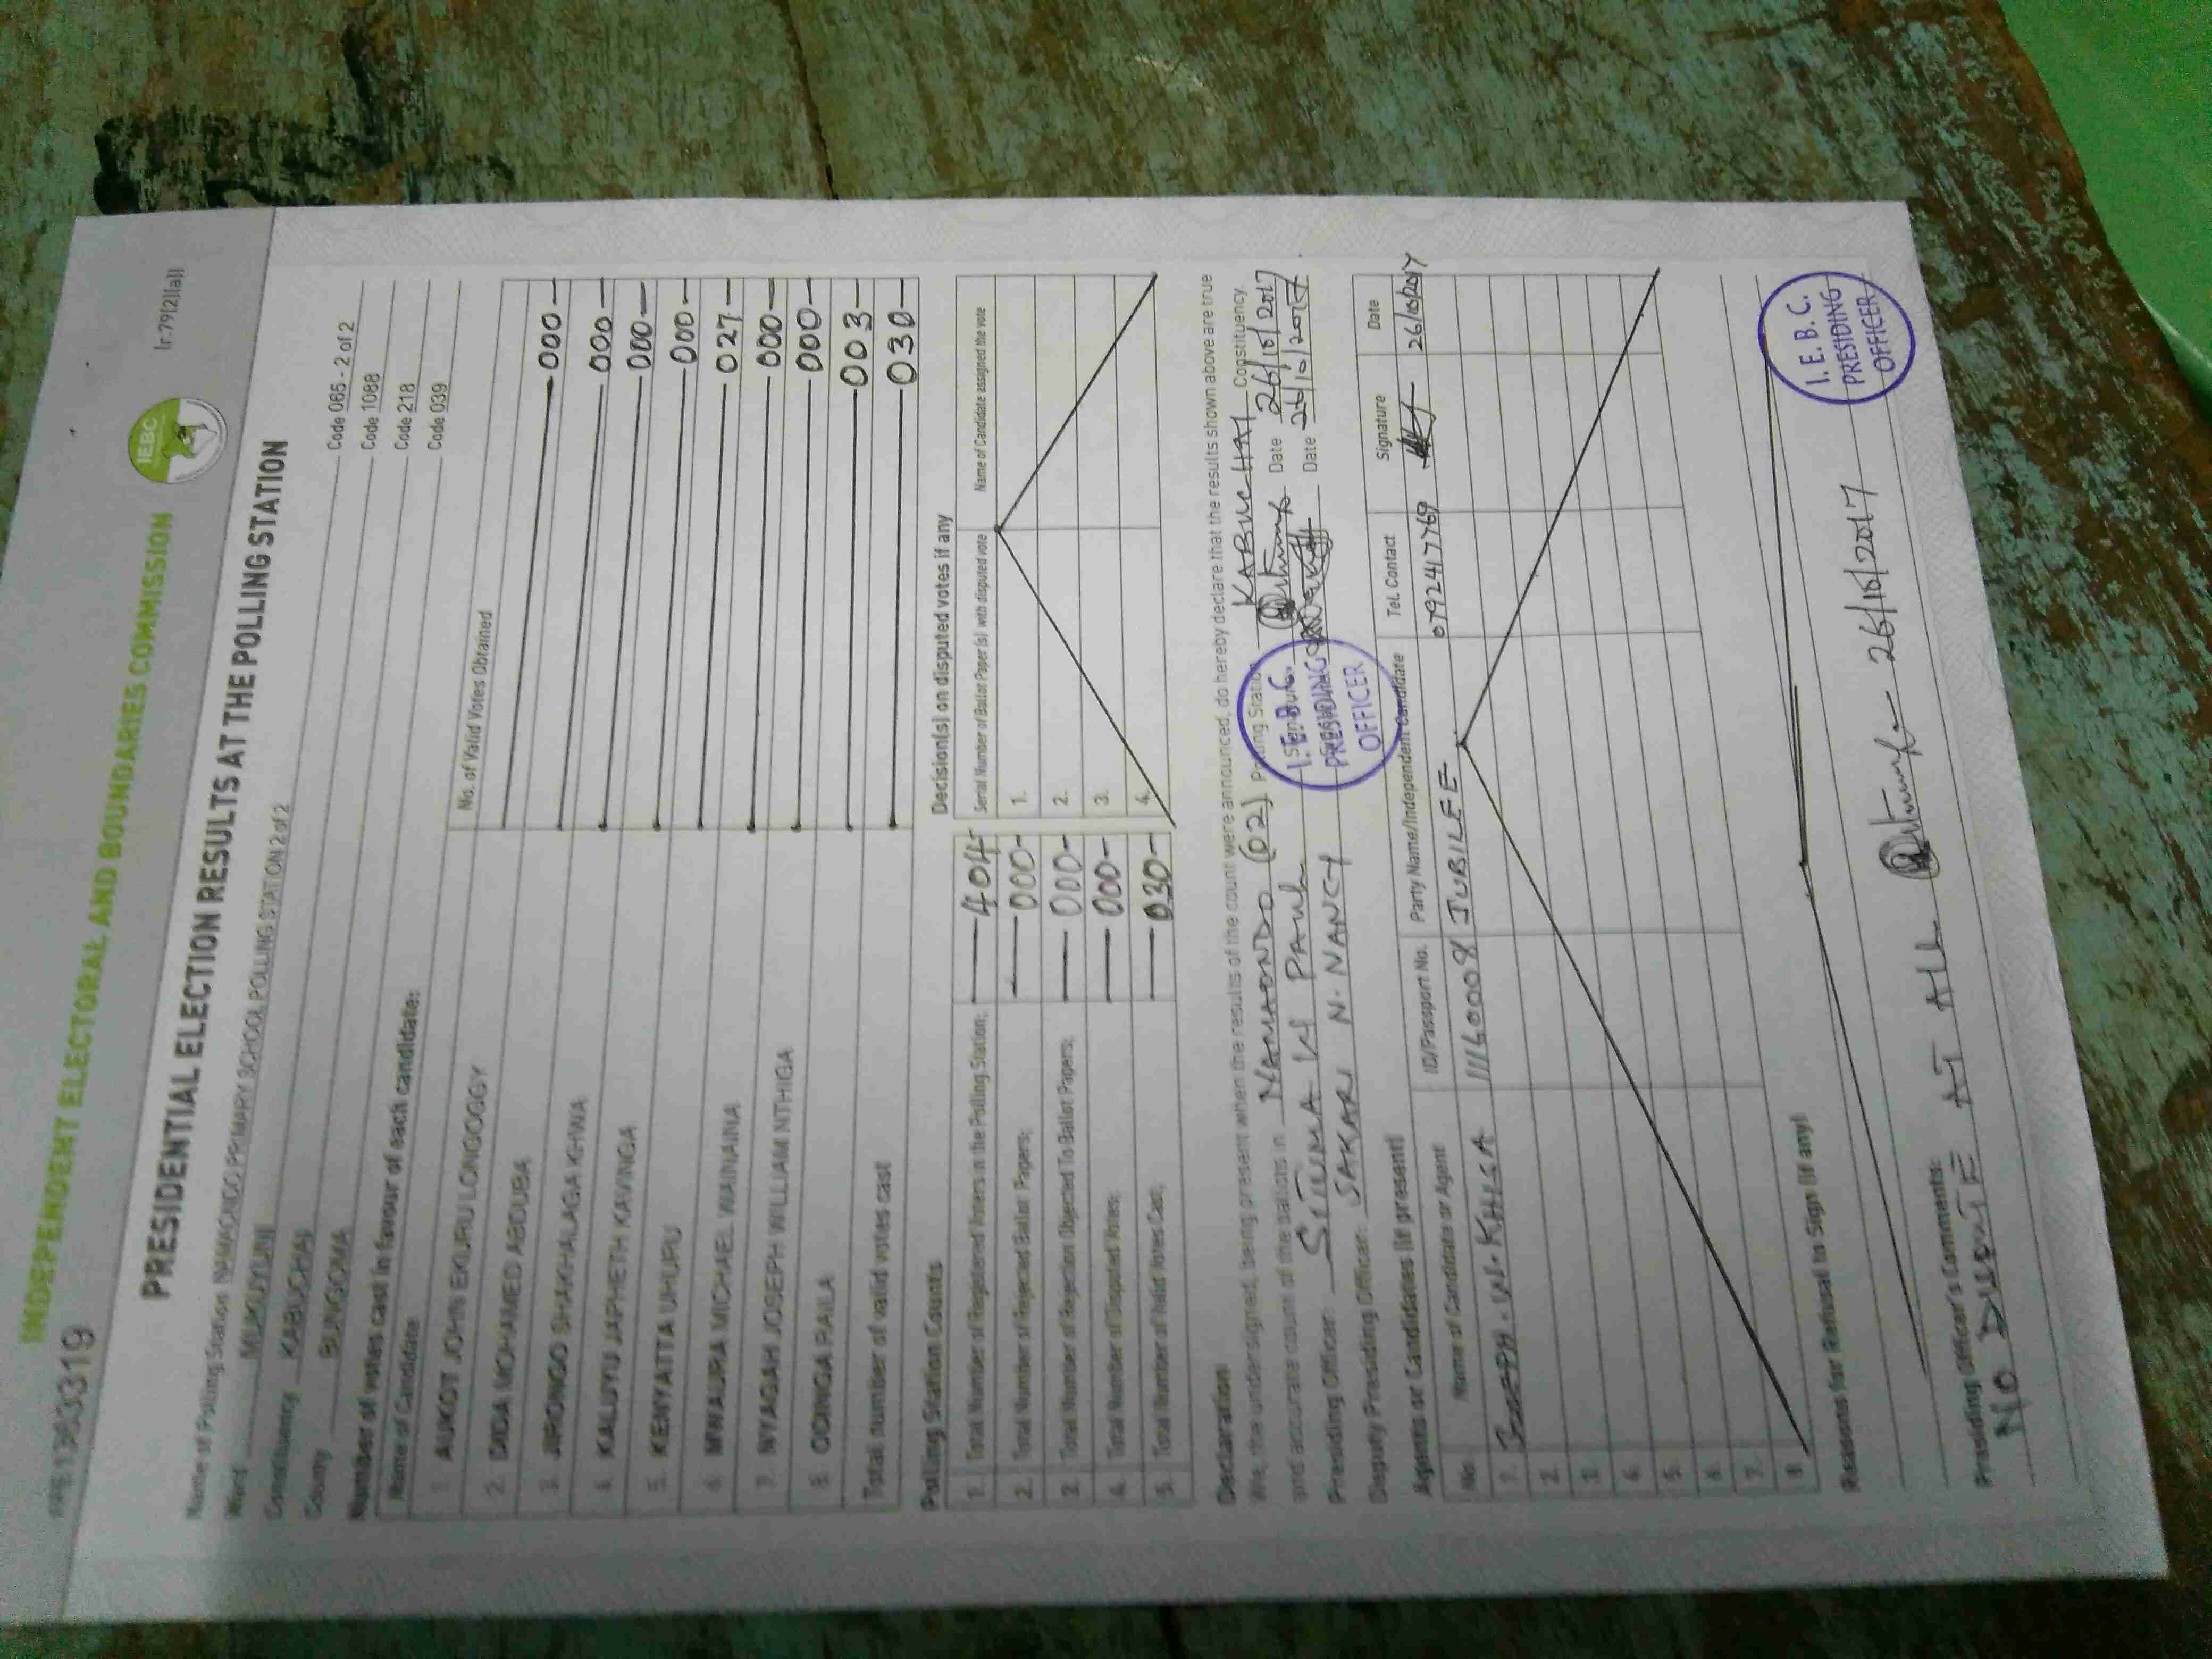 INDEPENDENT ELECTORAL AND BOUNDARIES COMMISSION
IEBC
(r.79(2)(a))
PRESIDENTIAL ELECTION RESULTS AT THE POLLING STATION
Name of Polling Station NAMAONDO PRIMARY SCHOOL POLLING STATION 2 of 2 Code 065 - 2 of 2
Ward MUKUYUNI Code 1088
Constituency KABUCHAI Code 218
County BUNGOMA Code 039
Number of votes cast in favour of each candidate:
Name of Candidate No. of Valid Votes Obtained
1. AUKOT JOHN EKURU LONGOGGY 000
2. DIDA MOHAMED ABDUBA 000
3. JIRONGO SHAKHALAGA KHWA 000
4. KALUYU JAPHETH KAVINGA 000
5. KENYATTA UHURU 027
6. MWAURA MICHAEL WAINAINA 000
7. NYAGAH JOSEPH WILLIAM NTHIGA 000
8. ODINGA RAILA 003
Total number of valid votes cast 030
Polling Station Counts
1. Total Number of Registered Voters in the Polling Station; 404
2. Total Number of Rejected Ballot Papers; 000
3. Total Number of Rejection Objected To Ballot Papers; 000
4. Total Number of Disputed Votes; 000
5. Total Number of Valid Votes Cast; 030
Decision(s) on disputed votes if any
Serial Number of Ballot Paper (s) with disputed vote Name of Candidate assigned the vote
1.
2.
3.
4.
Declaration
We, the undersigned, being present when the results of the count were announced, do hereby declare that the results shown above are true
and accurate count of the ballots in NAMAONDO (02) Polling Station KABUCHAI Constituency.
Presiding Officer: SITUMA KH PAUL Date 26/10/2017
Deputy Presiding Officer: SAKARI N. NANCY Date 26/10/2017
I.E.B.C.
PRESIDING
OFFICER
Agents or Candidates (if present)
No. Name of Candidate or Agent ID/Passport No. Party Name/Independent Candidate Tel. Contact Signature Date
1. JOSEPH.W.KHISA 11160008 JUBILEE 0792417769 26/10/2017
2.
3.
4.
5.
6.
7.
8.
Reasons for Refusal to Sign (if any)
Presiding Officer's Comments:
NO DISPUTE AT ALL 26/10/2017
I.E.B.C.
PRESIDING
OFFICER